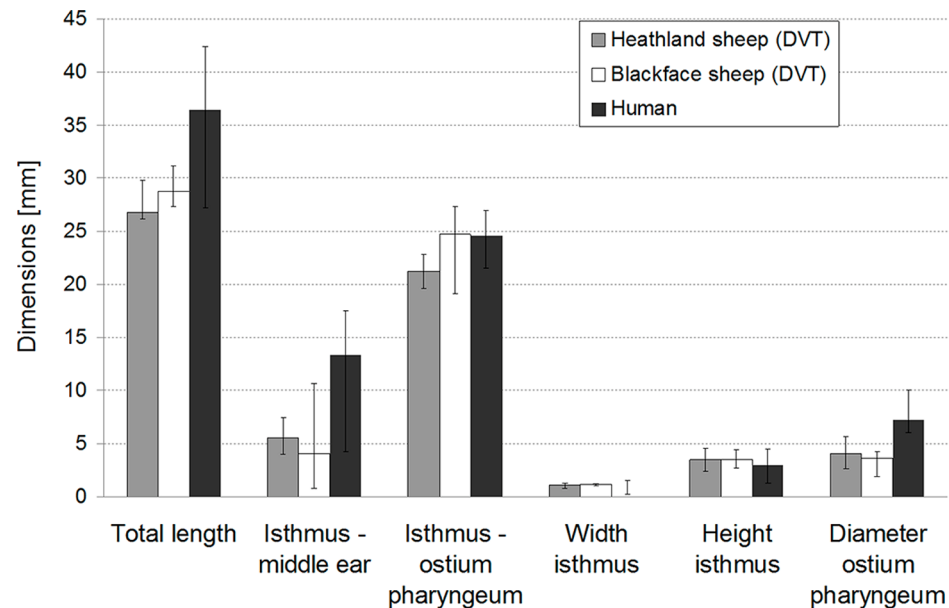 45
40
35
30
25
20
15
10
5
0
Dimensions [mm]
Heathland sheep (DVT)
Blackface sheep (DVT)
Human
Total length
Isthmus -
middle ear
Isthmus -
ostium
pharyngeum
Width
isthmus
Height
isthmus
Diameter
ostium
pharyngeum